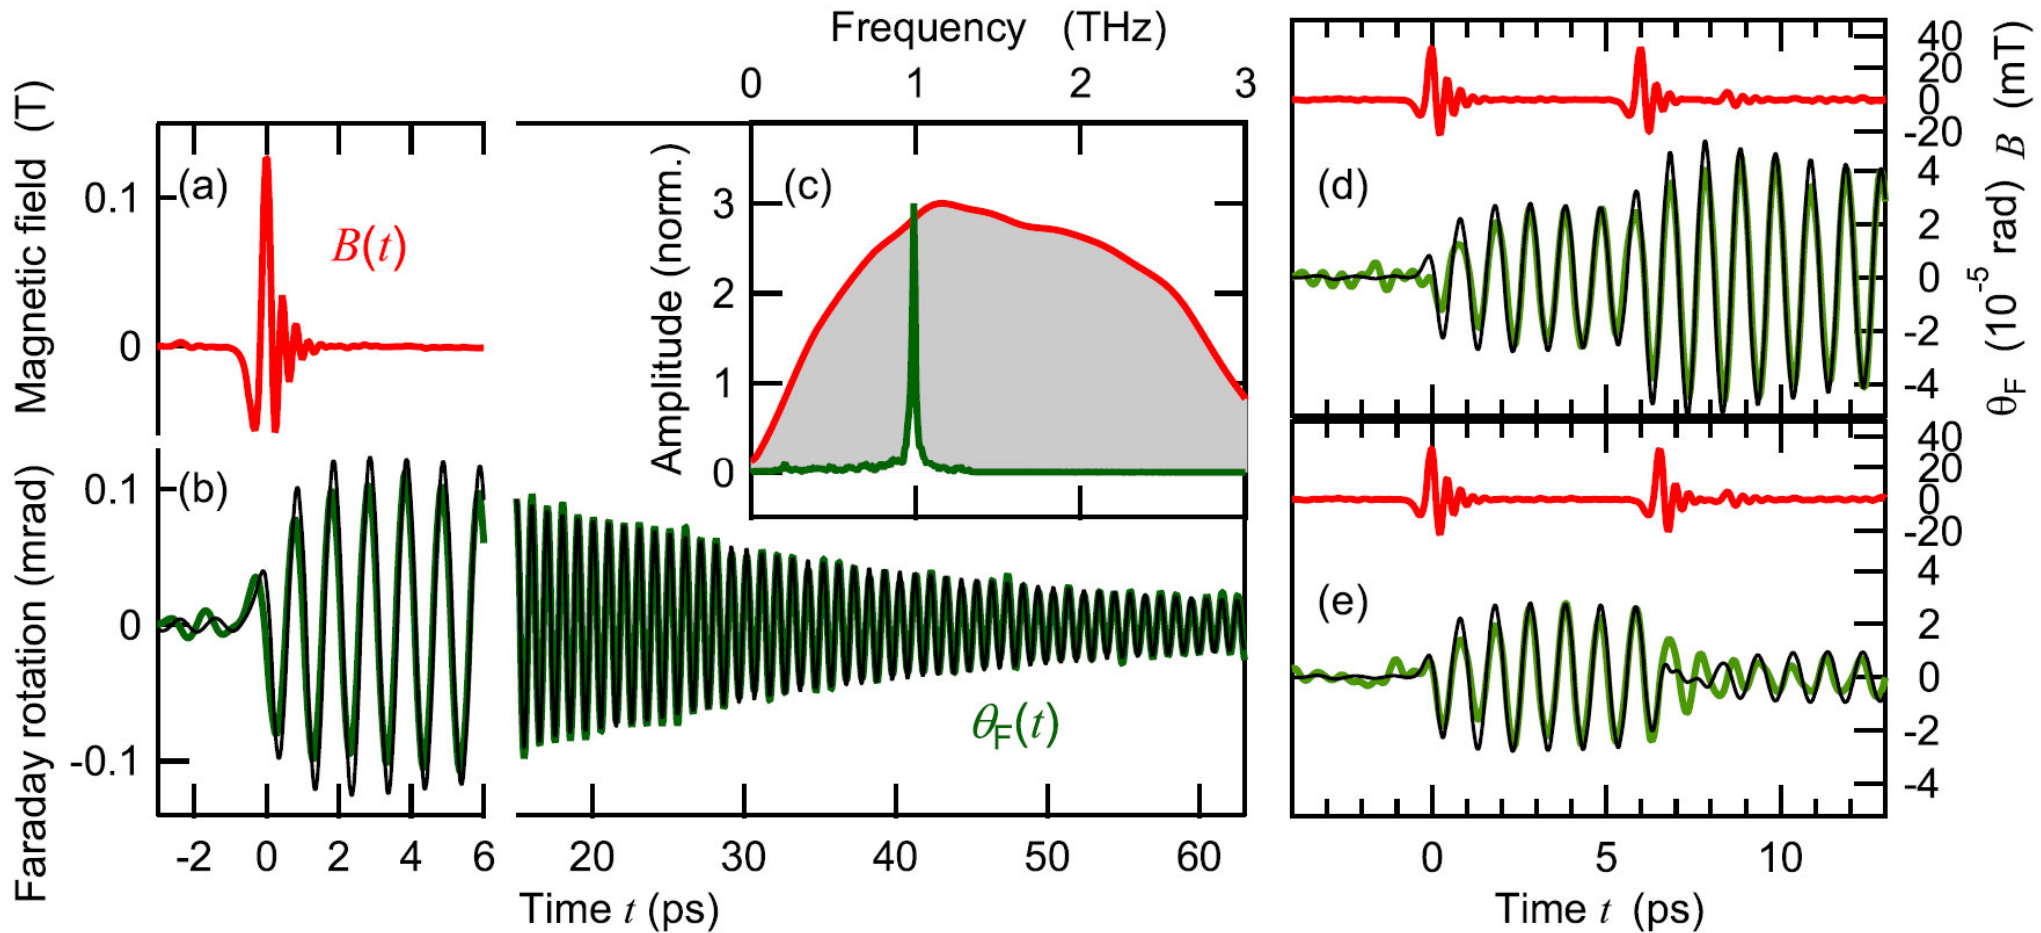 Frequency (THz)
0 1 2 3
Magnetic field (T)
0.1
0
(a)
B(t)
Faraday rotation (mrad)
0.1
0
-0.1
(b)
-2 0 2 4 6
20 30 40 50 60
Time t (ps)
θF(t)
Amplitude (norm.)
3
2
1
0
(c)
(d)
40
20
0
-20
4
2
0
-2
-4
θF (10-5 rad) B (mT)
(e)
40
20
0
-20
4
2
0
-2
-4
0 5 10
Time t (ps)